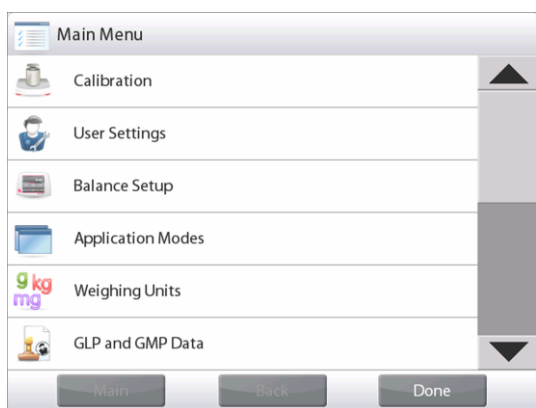 Main Menu
Calibration
User Settings
Balance Setup
Application Modes
g kg
mg
Weighing Units
GLP and GMP Data
Main
Back
Done